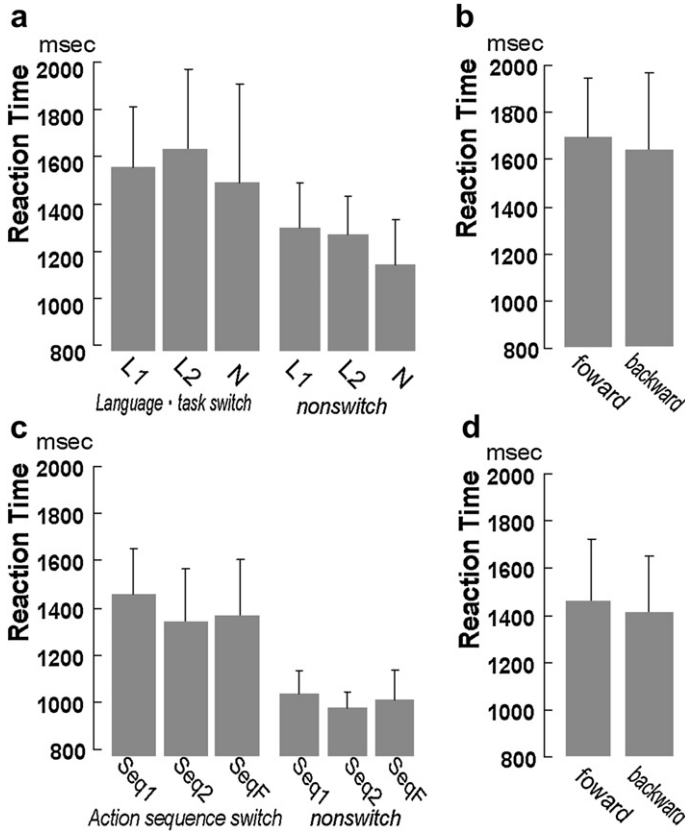 a
msec
Reaction Time
2000
1800
1600
1400
1200
1000
800
L1 L2 N L1 L2 N
Language・task switch nonswitch
b
msec
Reaction Time
2000
1800
1600
1400
1200
1000
800
foward backward
c
msec
Reaction Time
2000
1800
1600
1400
1200
1000
800
Seq1 Seq2 SeqF Seq1 Seq2 SeqF
Action sequence switch nonswitch
d
msec
Reaction Time
2000
1800
1600
1400
1200
1000
800
foward backward